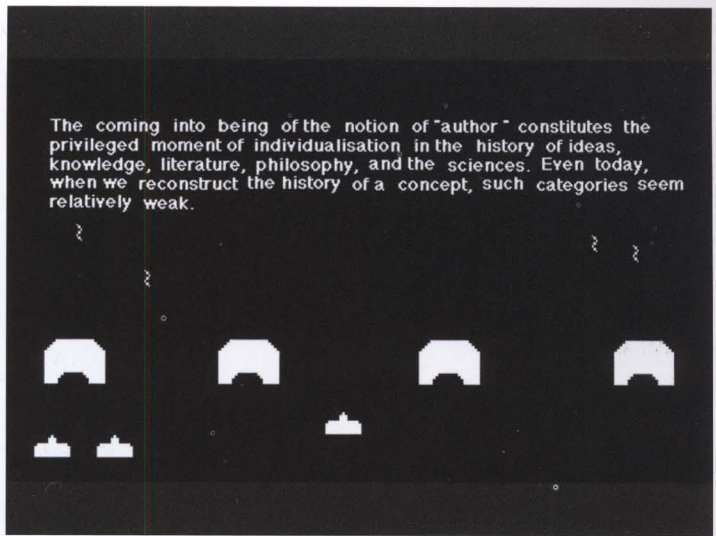 The coming into being of the notion of "author" constitutes the
privileged moment of individualisation in the history of ideas,
knowledge, literature, philosophy, and the sciences. Even today,
when we reconstruct the history of a concept, such categories seem
relatively weak.